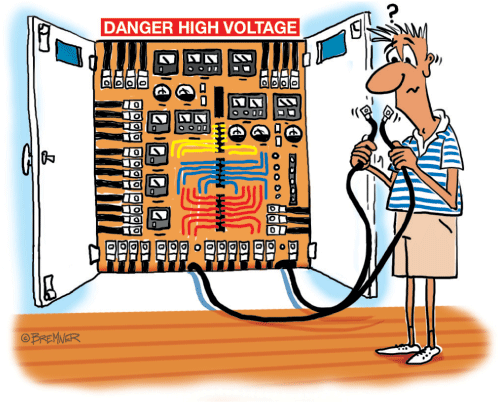 DANGER HIGH VOLTAGE
?
©BREMNER